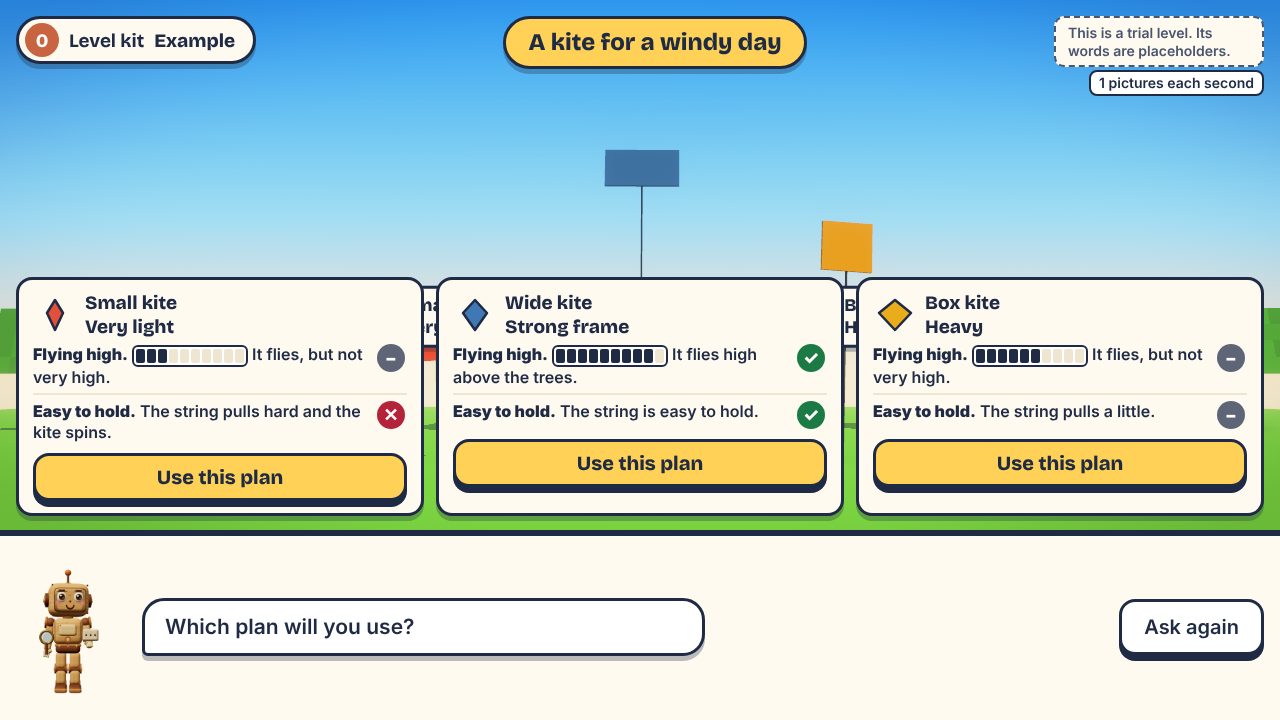 0 Level kit Example
A kite for a windy day
This is a trial level. Its
words are placeholders.
1 pictures each second
Small kite
Very light
Flying high. It flies, but not
very high.
Easy to hold. The string pulls hard and the
kite spins.
Use this plan
Wide kite
Strong frame
Flying high. It flies high
above the trees.
Easy to hold. The string is easy to hold.
Use this plan
Box kite
Heavy
Flying high. It flies, but not
very high.
Easy to hold. The string pulls a little.
Use this plan
Which plan will you use?
Ask again